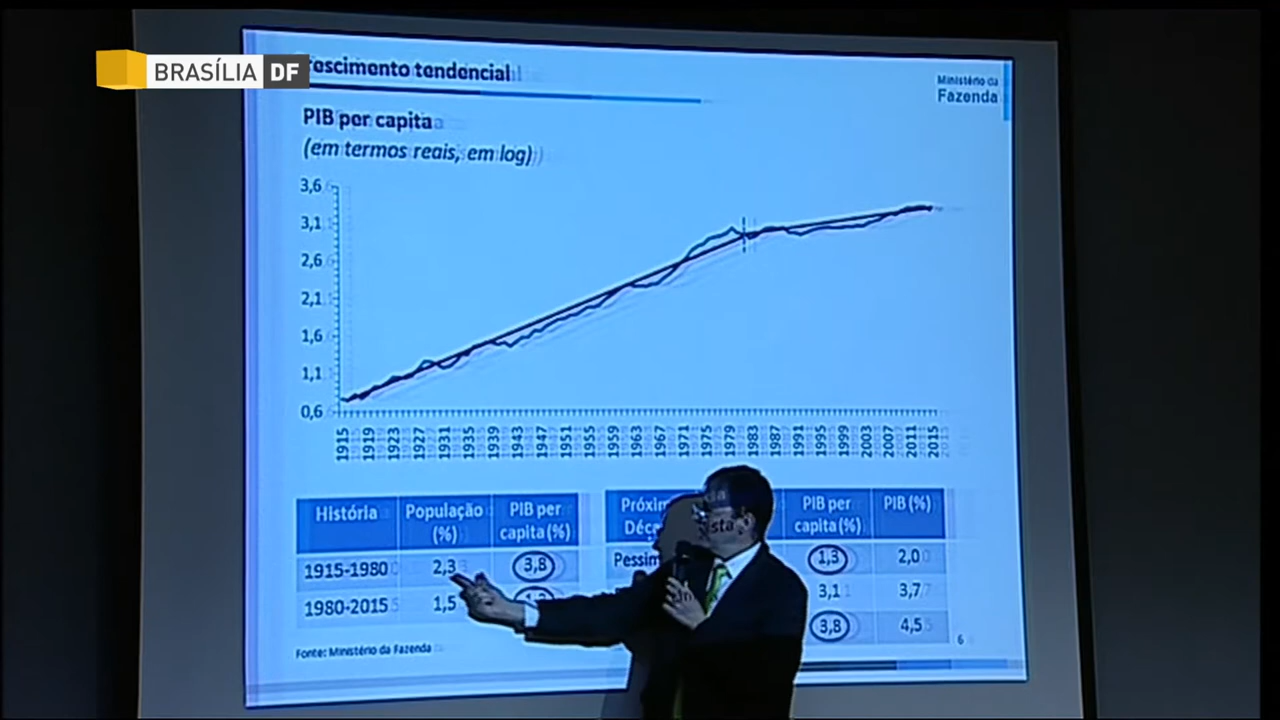 BRASÍLIA DF
rescimento tendencial
Ministério da
Fazenda
PIB per capita
(em termos reais, em log)
3,6
3,1
2,6
2,1
1,6
1,1
0,6
1915 1919 1923 1927 1931 1935 1939 1943 1947 1951 1955 1959 1963 1967 1971 1975 1979 1983 1987 1991 1995 1999 2003 2007 2011 2015
História População (%) PIB per capita (%)
1915-1980 2,3 3,8
1980-2015 1,5
Próxim
Déca
PIB per capita (%) PIB (%)
Pessim 1,3 2,0
3,1 3,7
3,8 4,5
Fonte: Ministério da Fazenda
6